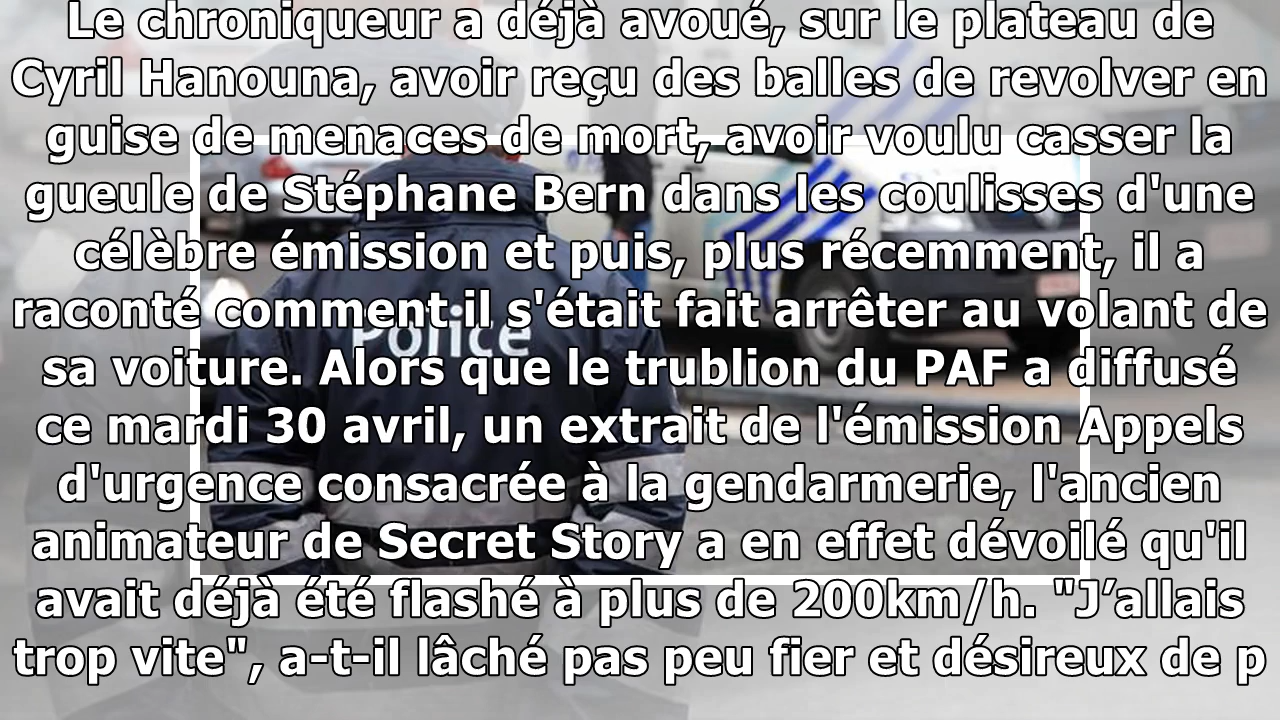 Le chroniqueur a déjà avoué, sur le plateau de
Cyril Hanouna, avoir reçu des balles de revolver en
guise de menaces de mort, avoir voulu casser la
gueule de Stéphane Bern dans les coulisses d'une
célèbre émission et puis, plus récemment, il a
raconté comment il s'était fait arrêter au volant de
Police
sa voiture. Alors que le trublion du PAF a diffusé
ce mardi 30 avril, un extrait de l'émission Appels
d'urgence consacrée à la gendarmerie, l'ancien
animateur de Secret Story a en effet dévoilé qu'il
avait déjà été flashé à plus de 200km/h. "J’allais
trop vite", a-t-il lâché pas peu fier et désireux de p